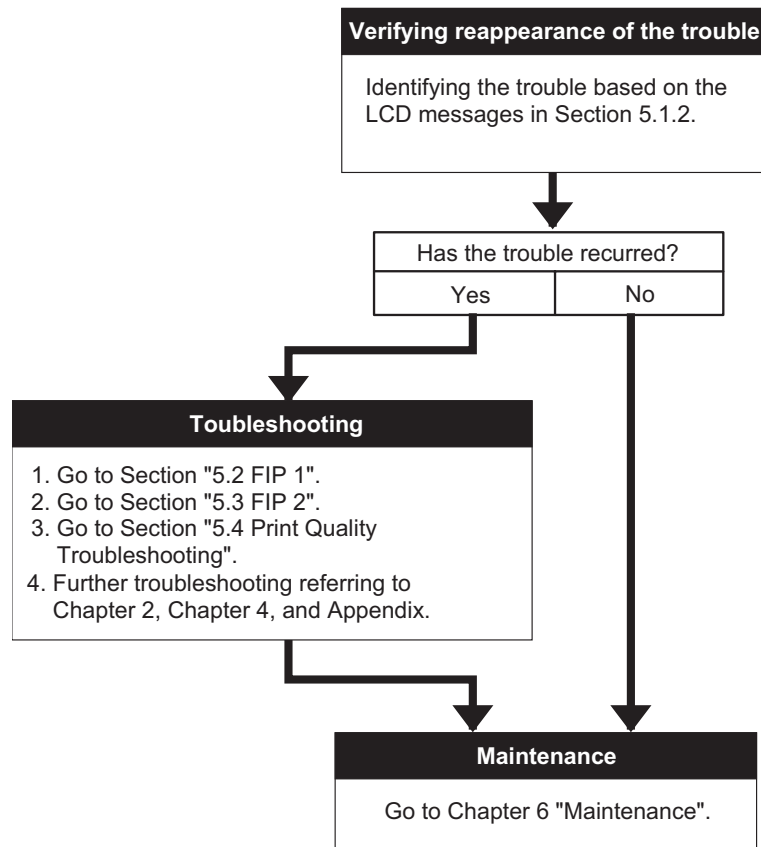 Verifying reappearance of the trouble
Identifying the trouble based on the
LCD messages in Section 5.1.2.
Has the trouble recurred?
Yes
No
Toubleshooting
1. Go to Section "5.2 FIP 1".
2. Go to Section "5.3 FIP 2".
3. Go to Section "5.4 Print Quality
Troubleshooting".
4. Further troubleshooting referring to
Chapter 2, Chapter 4, and Appendix.
Maintenance
Go to Chapter 6 "Maintenance".